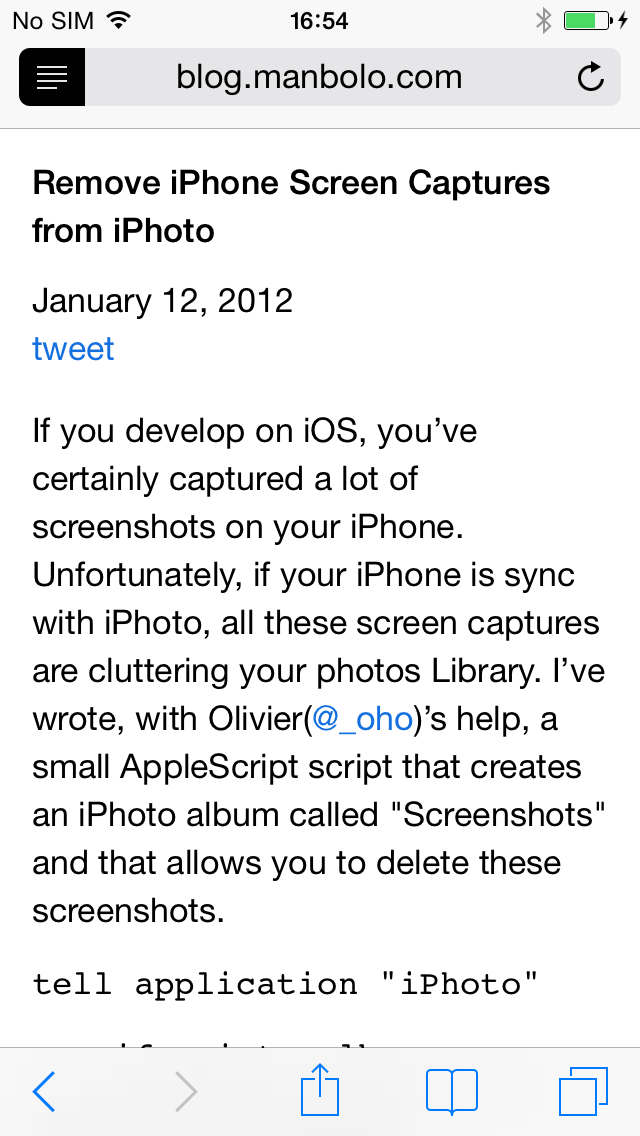 No SIM 16:54
blog.manbolo.com
Remove iPhone Screen Captures
from iPhoto
January 12, 2012
tweet
If you develop on iOS, you’ve
certainly captured a lot of
screenshots on your iPhone.
Unfortunately, if your iPhone is sync
with iPhoto, all these screen captures
are cluttering your photos Library. I’ve
wrote, with Olivier(@_oho)’s help, a
small AppleScript script that creates
an iPhoto album called "Screenshots"
and that allows you to delete these
screenshots.
tell application "iPhoto"